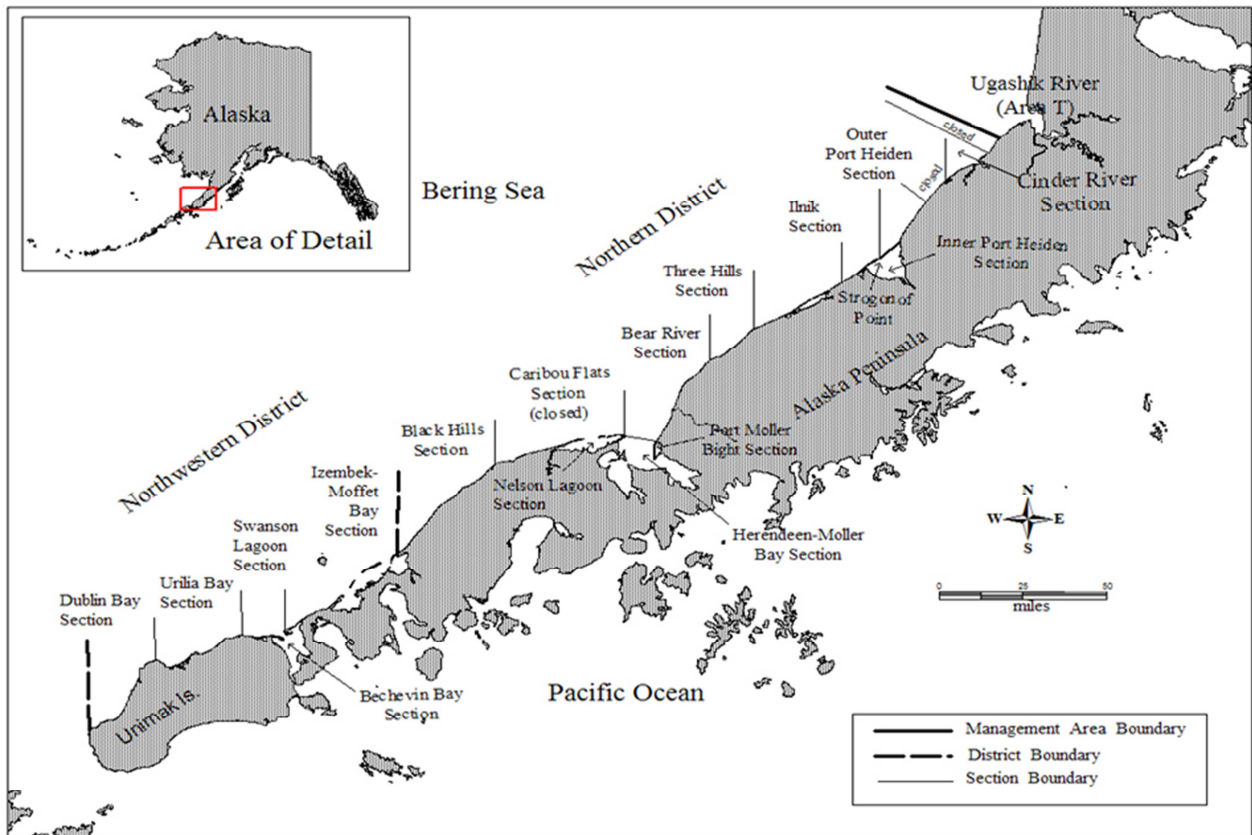 Alaska
Area of Detail
Bering Sea
Ugashik River
(Area T)
closed
closed
Outer
Port Heiden
Section
Cinder River
Section
Northern District
Ilnik
Section
Inner Port Heiden
Section
Three Hills
Section
Strogonof
Point
Bear River
Section
Alaska Peninsula
Caribou Flats
Section
(closed)
Northwestern District
Black Hills
Section
Port Moller
Bight Section
Izembek-
Moffet
Bay
Section
Nelson Lagoon
Section
N
W
E
S
Swanson
Lagoon
Section
Herendeen-Moller
Bay Section
Urilia Bay
Section
Dublin Bay
Section
0
25
50
miles
Bechevin Bay
Section
Pacific Ocean
Unimak Is.
Management Area Boundary
District Boundary
Section Boundary